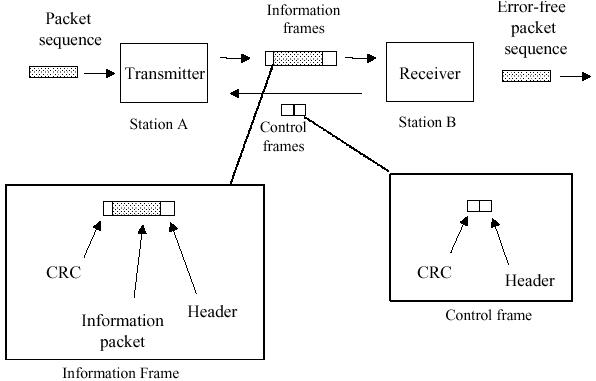 Packet
sequence
Information
frames
Error-free
packet
sequence
Transmitter
Receiver
Station A
Control
frames
Station B
CRC
Information
packet
Header
Information Frame
CRC
Header
Control frame